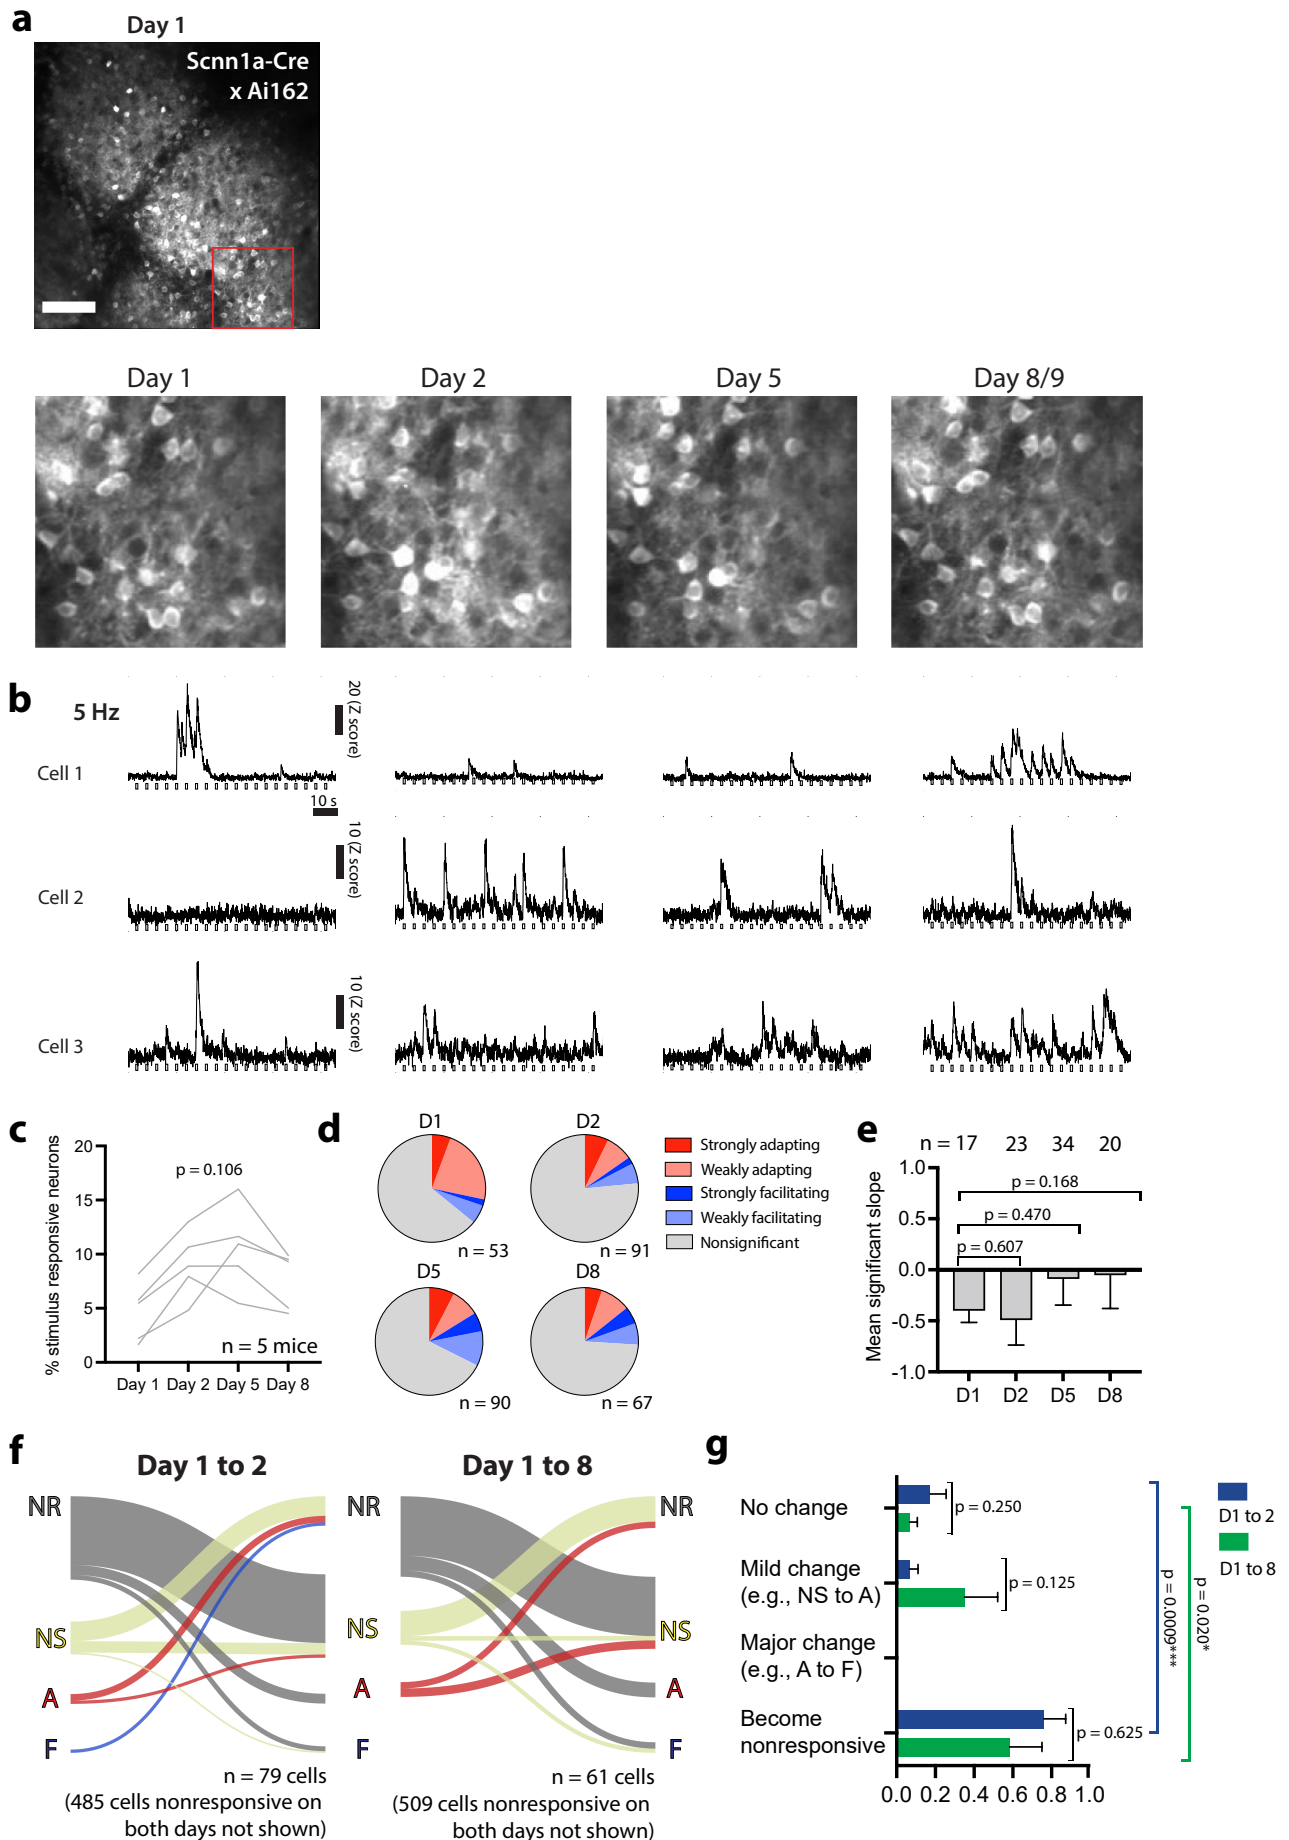 a
Day 1
Scnn1a-Cre
x Ai162
Day 1
Day 2
Day 5
Day 8/9
b
5 Hz
20 (Z score)
Cell 1
10 s
10 (Z score)
Cell 2
10 (Z score)
Cell 3
c
% stimulus responsive neurons
20
15
10
5
0
p = 0.106
n = 5 mice
Day 1 Day 2 Day 5 Day 8
d
D1
D2
n = 53
n = 91
D5
D8
n = 90
n = 67
Strongly adapting
Weakly adapting
Strongly facilitating
Weakly facilitating
Nonsignificant
e
n = 17 23 34 20
Mean significant slope
1.0
0.5
0.0
-0.5
-1.0
p = 0.168
p = 0.470
p = 0.607
D1 D2 D5 D8
f
Day 1 to 2
NR
NS
A
F
n = 79 cells
(485 cells nonresponsive on
both days not shown)
Day 1 to 8
NR
NR
NS
NS
A
A
F
F
n = 61 cells
(509 cells nonresponsive on
both days not shown)
g
No change
p = 0.250
Mild change
(e.g., NS to A)
p = 0.125
Major change
(e.g., A to F)
Become
nonresponsive
p = 0.625
p = 0.0009***
p = 0.020*
D1 to 2
D1 to 8
0.0 0.2 0.4 0.6 0.8 1.0